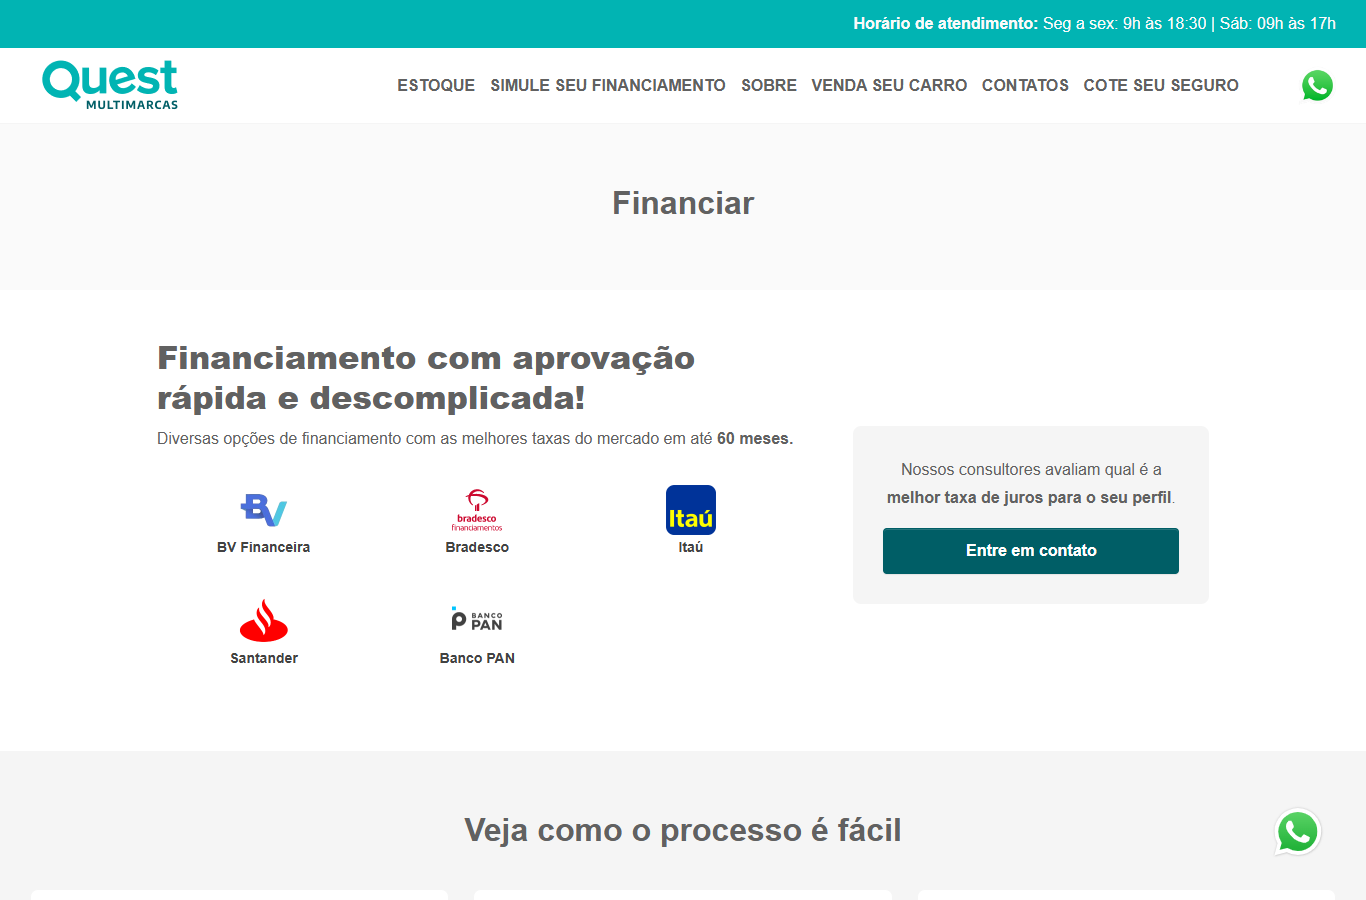 Horário de atendimento: Seg a sex: 9h às 18:30 | Sáb: 09h às 17h
Quest
MULTIMARCAS
ESTOQUE SIMULE SEU FINANCIAMENTO SOBRE VENDA SEU CARRO CONTATOS COTE SEU SEGURO
Financiar
Financiamento com aprovação
rápida e descomplicada!
Diversas opções de financiamento com as melhores taxas do mercado em até 60 meses.
BV
bradesco
financiamentos
Itaú
BV Financeira
Bradesco
Itaú
BANCO
PAN
Santander
Banco PAN
Nossos consultores avaliam qual é a
melhor taxa de juros para o seu perfil.
Entre em contato
Veja como o processo é fácil